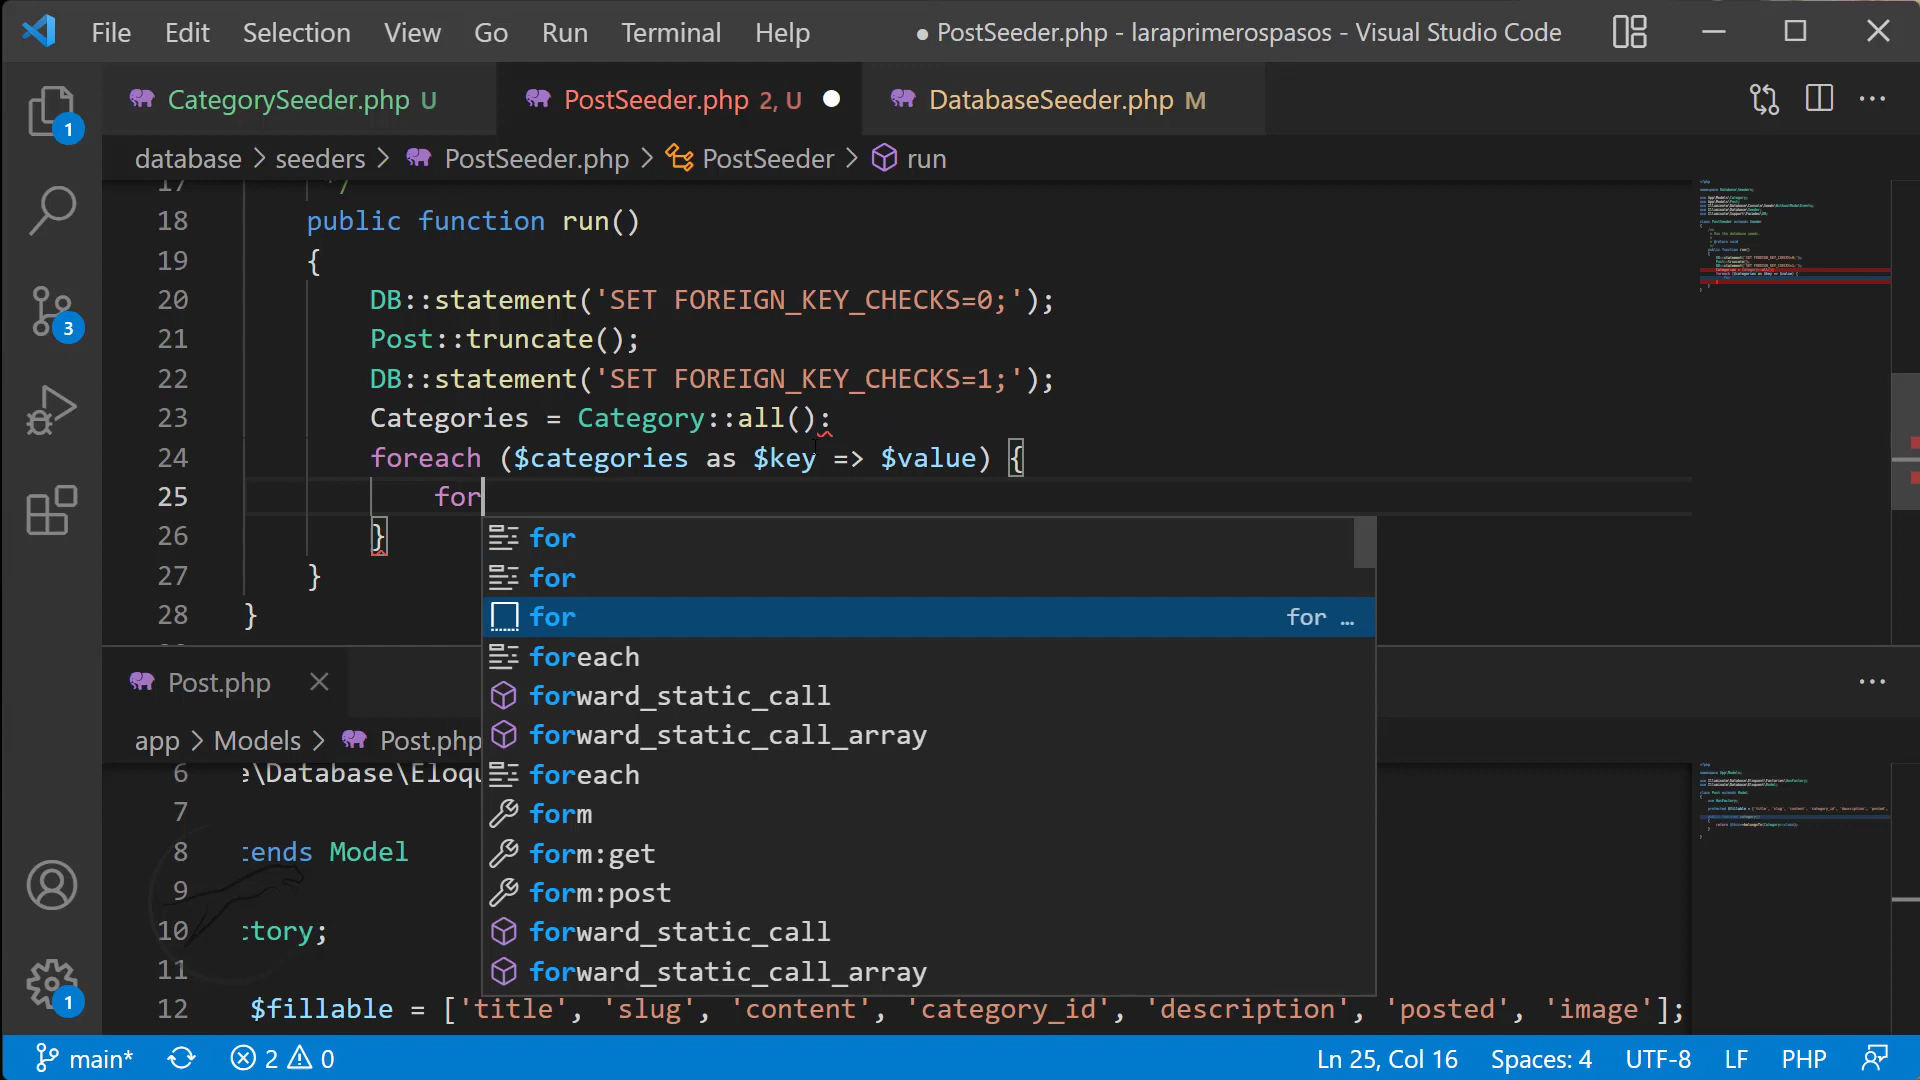 File Edit Selection View Go Run Terminal Help ● PostSeeder.php - laraprimerospasos - Visual Studio Code
CategorySeeder.php U PostSeeder.php 2, U DatabaseSeeder.php M
database > seeders > PostSeeder.php > PostSeeder > run
17 */
18 public function run()
19 {
20 DB::statement('SET FOREIGN_KEY_CHECKS=0;');
21 Post::truncate();
22 DB::statement('SET FOREIGN_KEY_CHECKS=1;');
23 Categories = Category::all():
24 foreach ($categories as $key => $value) {
25 for
26 }
27 }
28 }
for
for
for for ...
foreach
forward_static_call
forward_static_call_array
foreach
form
form:get
form:post
forward_static_call
forward_static_call_array
Post.php
app > Models > Post.php
6 e\Database\Eloqu
7
8 tends Model
9
10 ctory;
11
12 $fillable = ['title', 'slug', 'content', 'category_id', 'description', 'posted', 'image'];
1
3
1
main* 2 0 Ln 25, Col 16 Spaces: 4 UTF-8 LF PHP